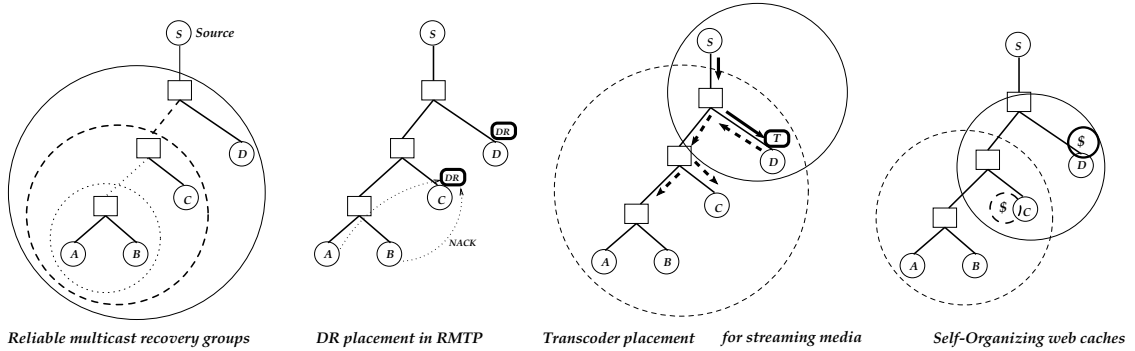 S Source
D
C
A B
Reliable multicast recovery groups
S
DR
D
DR
C
A B
NACK
DR placement in RMTP
S
T
D
C
A B
Transcoder placement for streaming media
S
$
D
$ C
A B
Self-Organizing web caches